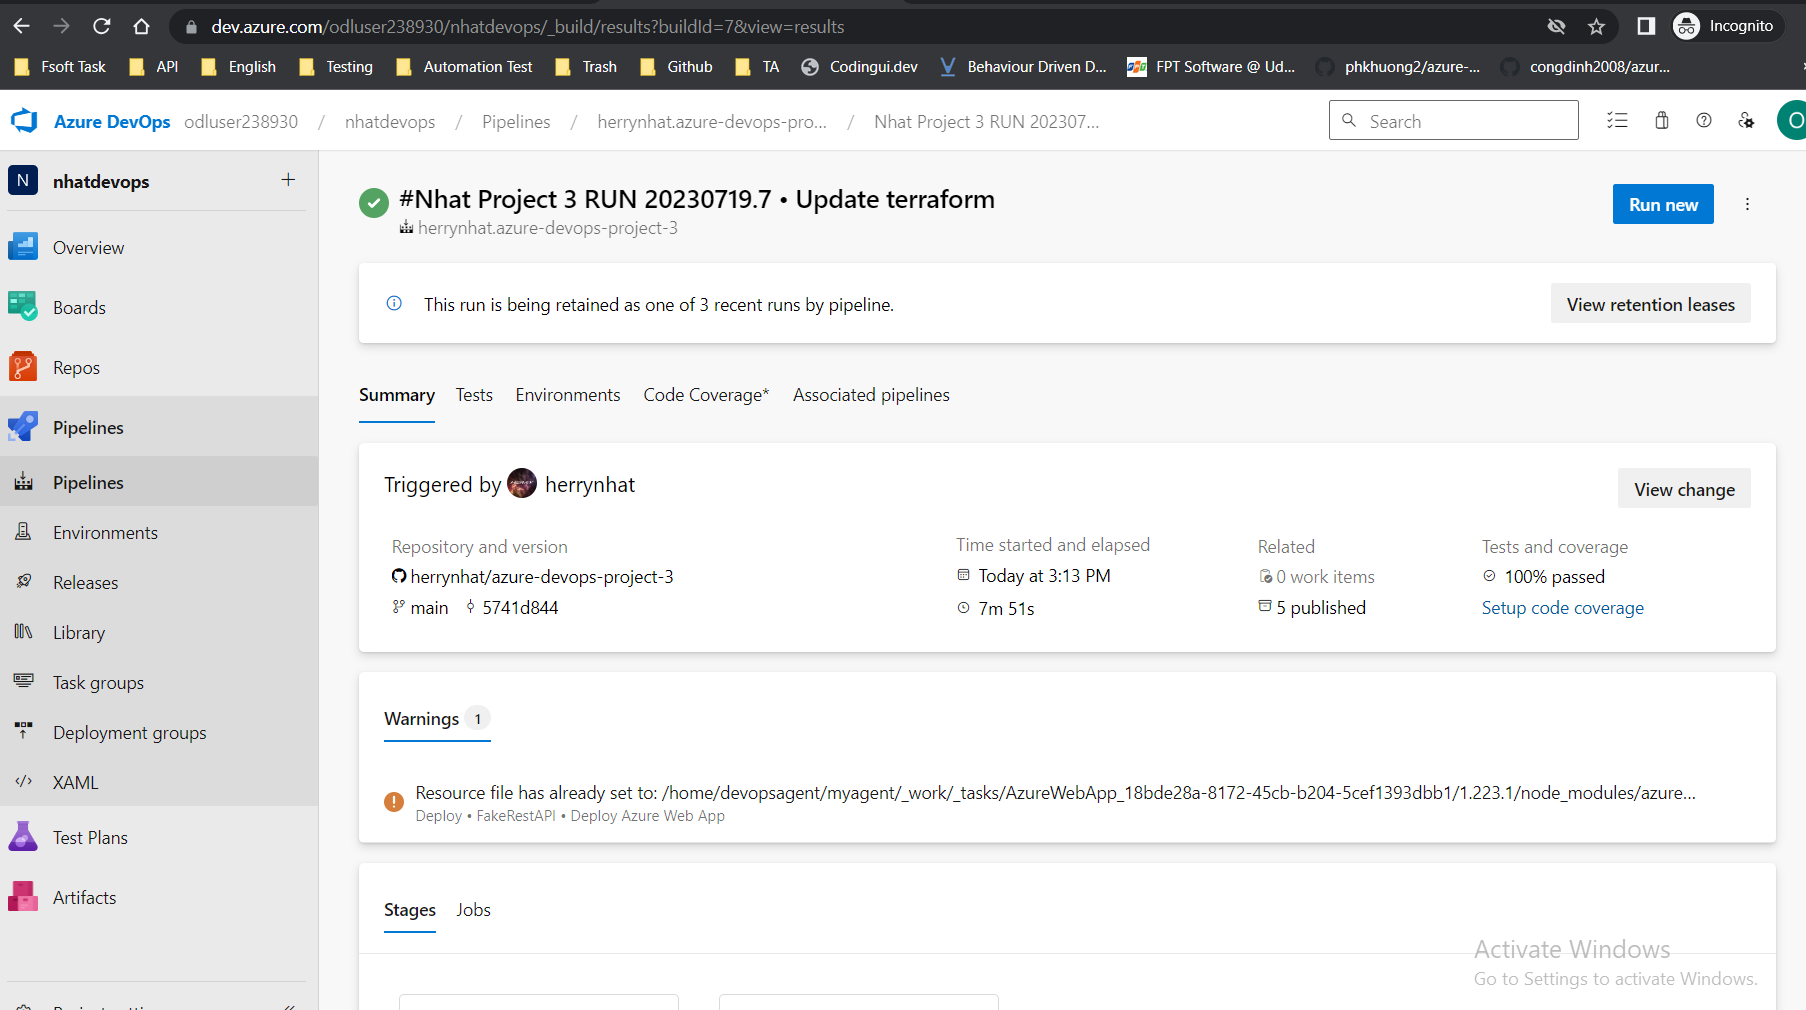 dev.azure.com/odluser238930/nhatdevops/_build/results?buildId=7&view=results
Incognito
Fsoft Task API English Testing Automation Test Trash Github TA Codingui.dev Behaviour Driven D... FPT Software @ Ud... phkhuong2/azure-... congdinh2008/azur...
Azure DevOps odluser238930 / nhatdevops / Pipelines / herrynhat.azure-devops-pro... / Nhat Project 3 RUN 202307...
Search
O
N nhatdevops
Overview
Boards
Repos
Pipelines
Pipelines
Environments
Releases
Library
Task groups
Deployment groups
XAML
Test Plans
Artifacts
#Nhat Project 3 RUN 20230719.7 • Update terraform
herrynhat.azure-devops-project-3
Run new
This run is being retained as one of 3 recent runs by pipeline.
View retention leases
Summary Tests Environments Code Coverage* Associated pipelines
Triggered by herrynhat
View change
Repository and version
herrynhat/azure-devops-project-3
main 5741d844
Time started and elapsed
Today at 3:13 PM
7m 51s
Related
0 work items
5 published
Tests and coverage
100% passed
Setup code coverage
Warnings 1
Resource file has already set to: /home/devopsagent/myagent/_work/_tasks/AzureWebApp_18bde28a-8172-45cb-b204-5cef1393dbb1/1.223.1/node_modules/azure...
Deploy • FakeRestAPI • Deploy Azure Web App
Stages Jobs
Activate Windows
Go to Settings to activate Windows.